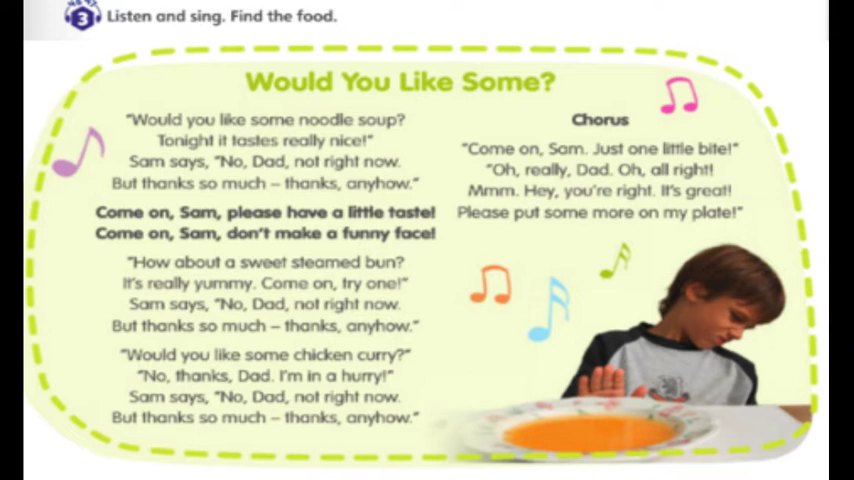 3 Listen and sing. Find the food.
Would You Like Some?
"Would you like some noodle soup?
Tonight it tastes really nice!"
Sam says, "No, Dad, not right now.
But thanks so much – thanks, anyhow."
Come on, Sam, please have a little taste!
Come on, Sam, don't make a funny face!
"How about a sweet steamed bun?
It's really yummy. Come on, try one!"
Sam says, "No, Dad, not right now.
But thanks so much – thanks, anyhow."
"Would you like some chicken curry?"
"No, thanks, Dad. I'm in a hurry!"
Sam says, "No, Dad, not right now.
But thanks so much – thanks, anyhow."
Chorus
"Come on, Sam. Just one little bite!"
"Oh, really, Dad. Oh, all right!
Mmm. Hey, you're right. It's great!
Please put some more on my plate!"